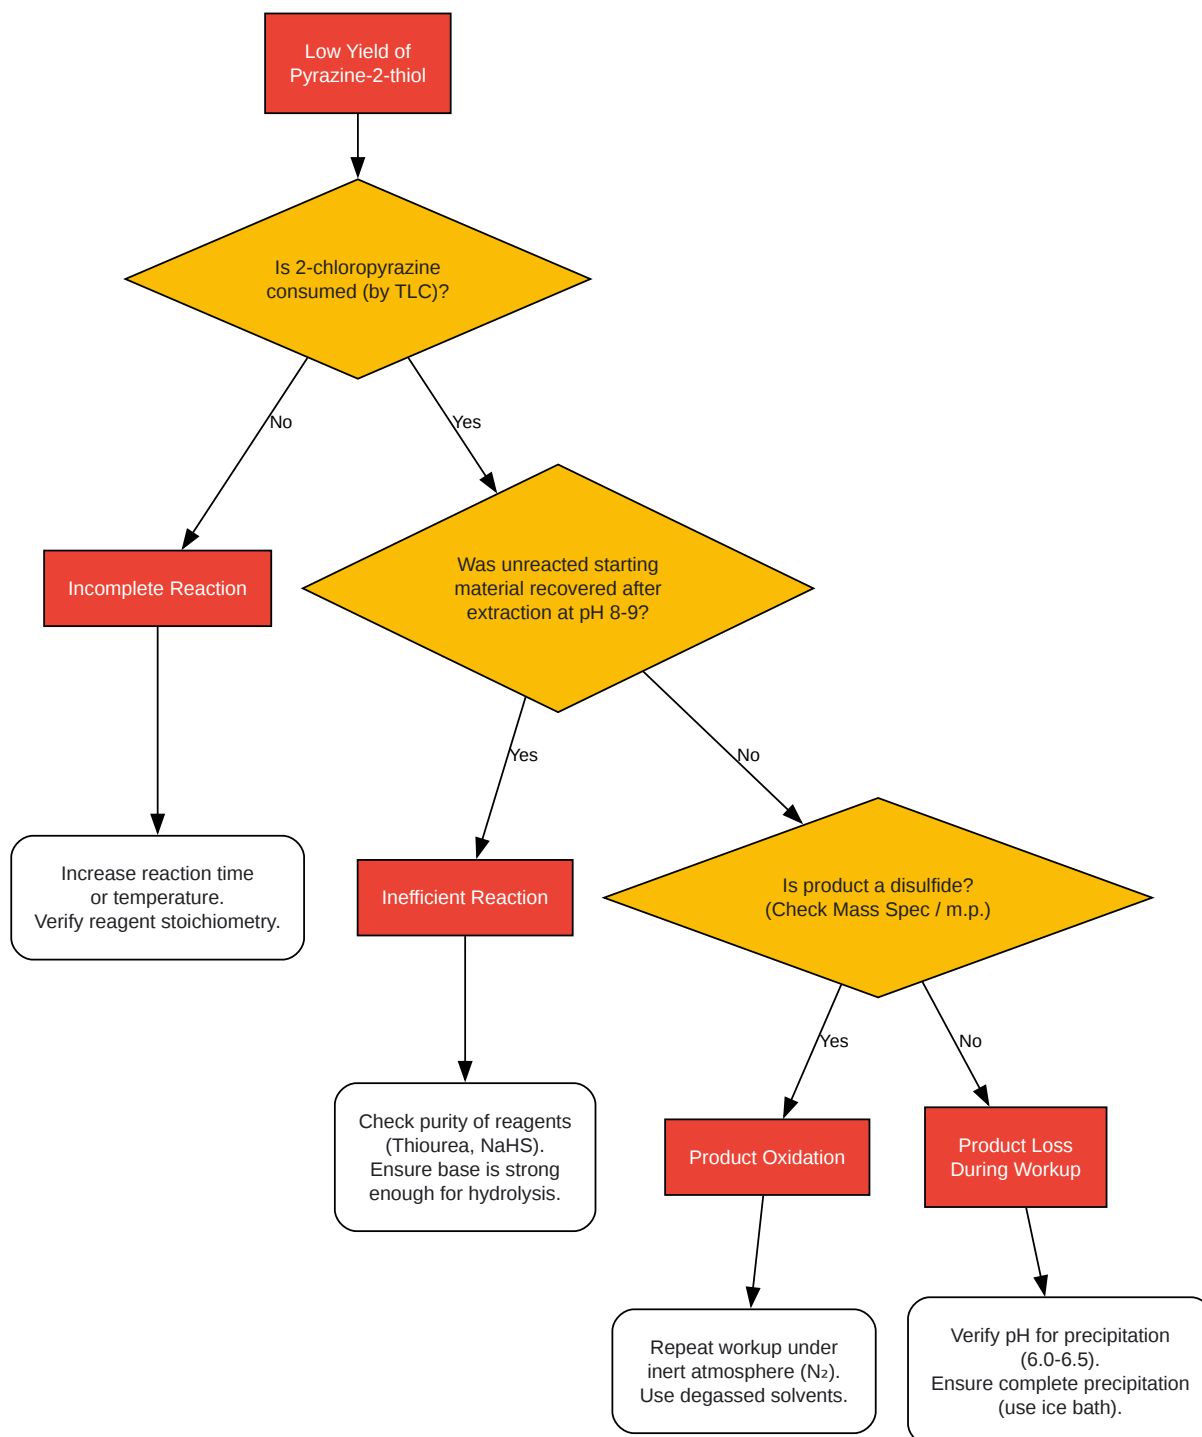 Low Yield of
Pyrazine-2-thiol
Is 2-chloropyrazine
consumed (by TLC)?
No
Yes
Was unreacted starting
material recovered after
extraction at pH 8-9?
Incomplete Reaction
Yes
No
Increase reaction time
or temperature.
Verify reagent stoichiometry.
Inefficient Reaction
Is product a disulfide?
(Check Mass Spec / m.p.)
Yes
No
Check purity of reagents
(Thiourea, NaHS).
Ensure base is strong
enough for hydrolysis.
Product Oxidation
Product Loss
During Workup
Repeat workup under
inert atmosphere (N₂).
Use degassed solvents.
Verify pH for precipitation
(6.0-6.5).
Ensure complete precipitation
(use ice bath).